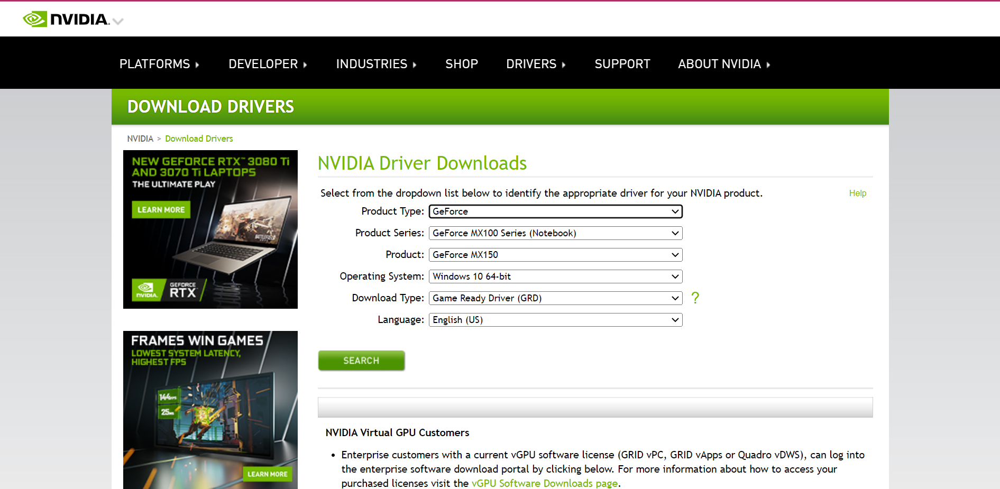 NVIDIA
PLATFORMS DEVELOPER INDUSTRIES SHOP DRIVERS SUPPORT ABOUT NVIDIA
DOWNLOAD DRIVERS
NVIDIA > Download Drivers
NEW GEFORCE RTX™ 3080 Ti
AND 3070 Ti LAPTOPS
THE ULTIMATE PLAY
LEARN MORE
BATTLEFIELD
NVIDIA. GEFORCE RTX
FRAMES WIN GAMES
LOWEST SYSTEM LATENCY,
HIGHEST FPS
144FPS
25MS
LEARN MORE
NVIDIA Driver Downloads
Select from the dropdown list below to identify the appropriate driver for your NVIDIA product. Help
Product Type: GeForce
Product Series: GeForce MX100 Series (Notebook)
Product: GeForce MX150
Operating System: Windows 10 64-bit
Download Type: Game Ready Driver (GRD) ?
Language: English (US)
SEARCH
NVIDIA Virtual GPU Customers
• Enterprise customers with a current vGPU software license (GRID vPC, GRID vApps or Quadro vDWS), can log into
the enterprise software download portal by clicking below. For more information about how to access your
purchased licenses visit the vGPU Software Downloads page.